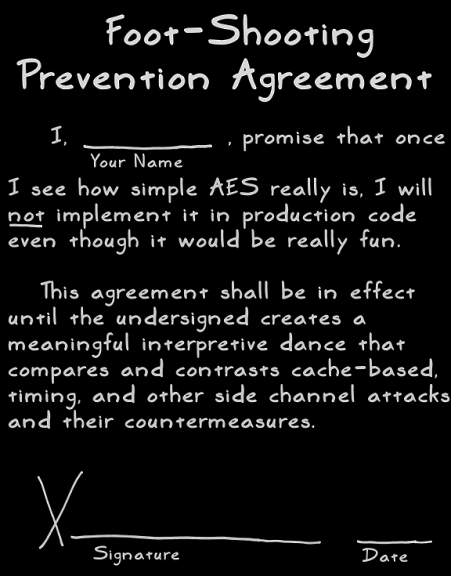 Foot-Shooting
Prevention Agreement
I, ________ , promise that once
Your Name
I see how simple AES really is, I will
not implement it in production code
even though it would be really fun.
This agreement shall be in effect
until the undersigned creates a
meaningful interpretive dance that
compares and contrasts cache-based,
timing, and other side channel attacks
and their countermeasures.
X
Signature
Date